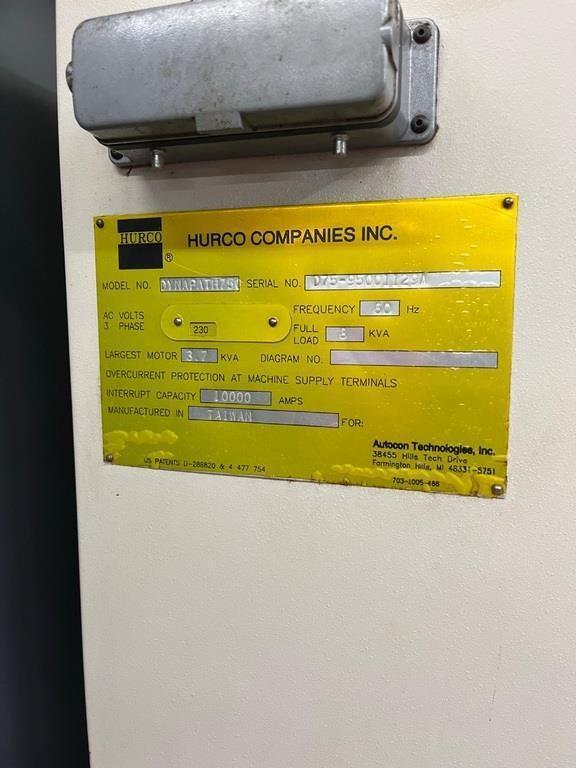 HURCO
®
HURCO COMPANIES INC.
MODEL NO. SERIAL NO. D75-95001129A
AC VOLTS
3 PHASE
230
FREQUENCY 60 Hz
FULL
LOAD 8 KVA
LARGEST MOTOR 3.7 KVA DIAGRAM NO.
OVERCURRENT PROTECTION AT MACHINE SUPPLY TERMINALS
INTERRUPT CAPACITY 10000 AMPS
MANUFACTURED IN TAIWAN FOR:
Autocon Technologies, Inc.
38455 Hills Tech Drive
Farmington Hills, MI 48331-5751
US PATENTS D-288820 & 4 477 754
703-1005-488